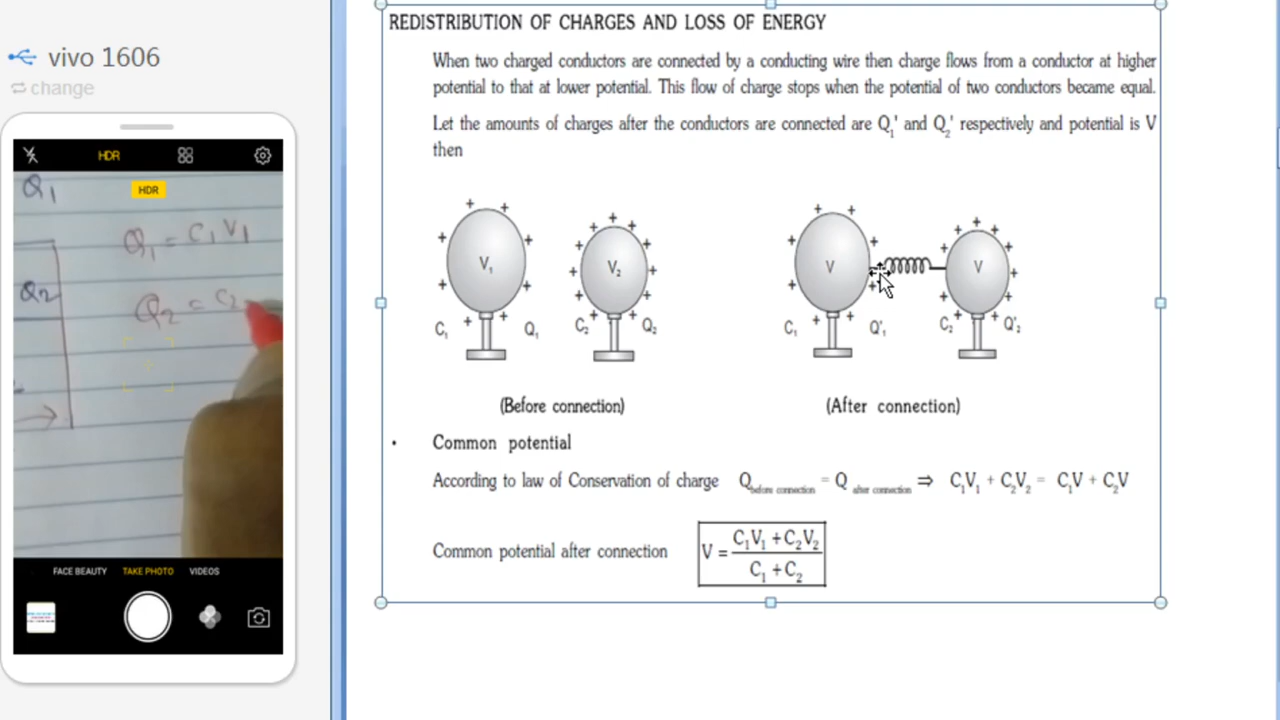 vivo 1606
change
HDR
HDR
Q1
Q1 = C1 V1
Q2
Q2 = C2
FACE BEAUTY TAKE PHOTO VIDEOS
REDISTRIBUTION OF CHARGES AND LOSS OF ENERGY
When two charged conductors are connected by a conducting wire then charge flows from a conductor at higher
potential to that at lower potential. This flow of charge stops when the potential of two conductors became equal.
Let the amounts of charges after the conductors are connected are Q₁' and Q₂' respectively and potential is V
then
V₁ V₂ V V
C₁ Q₁ C₂ Q₂ C₁ Q'₁ C₂ Q'₂
(Before connection) (After connection)
• Common potential
According to law of Conservation of charge Q before connection = Q after connection ⇒ C₁V₁ + C₂V₂ = C₁V + C₂V
Common potential after connection V = (C₁V₁ + C₂V₂) / (C₁ + C₂)